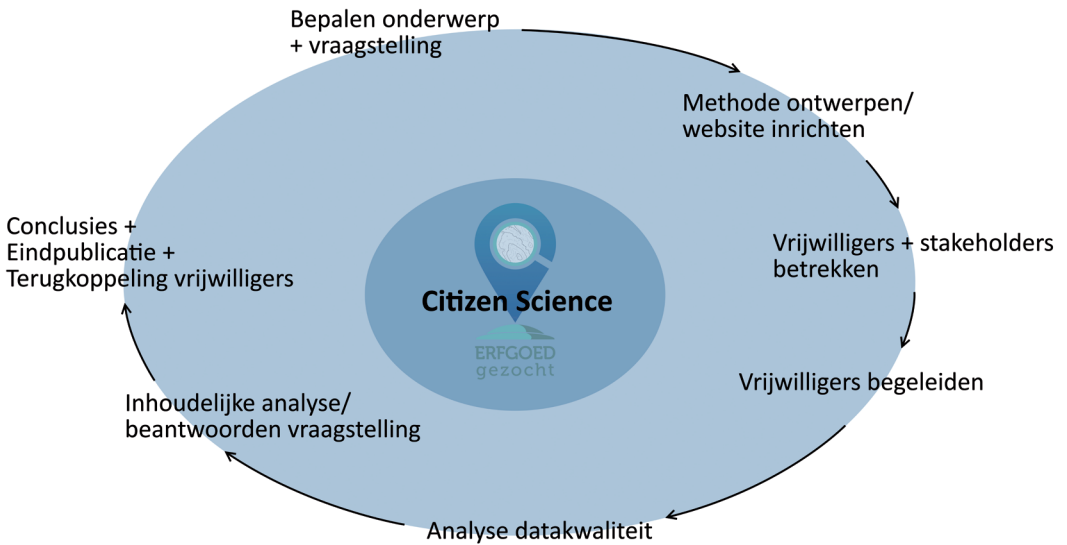 Bepalen onderwerp
+ vraagstelling
Methode ontwerpen/
website inrichten
Vrijwilligers + stakeholders
betrekken
Vrijwilligers begeleiden
Analyse datakwaliteit
Inhoudelijke analyse/
beantwoorden vraagstelling
Conclusies +
Eindpublicatie +
Terugkoppeling vrijwilligers
Citizen Science
ERFGOED
gezocht